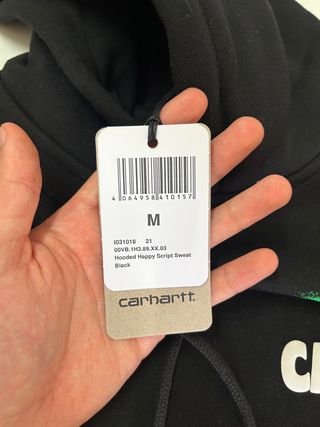 4 064958 410157
M
I031018 21
00VB.1H3.89.XX.03
Hooded Happy Script Sweat
Black
carhartt.